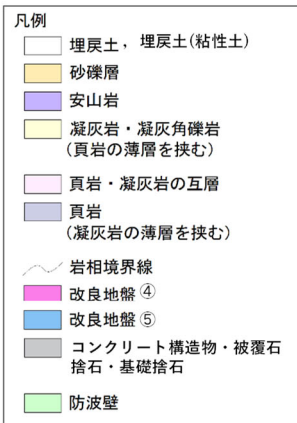 凡例
埋戻土，埋戻土(粘性土)
砂礫層
安山岩
凝灰岩・凝灰角礫岩
(頁岩の薄層を挟む)
頁岩・凝灰岩の互層
頁岩
(凝灰岩の薄層を挟む)
岩相境界線
改良地盤④
改良地盤⑤
コンクリート構造物・被覆石
捨石・基礎捨石
防波壁